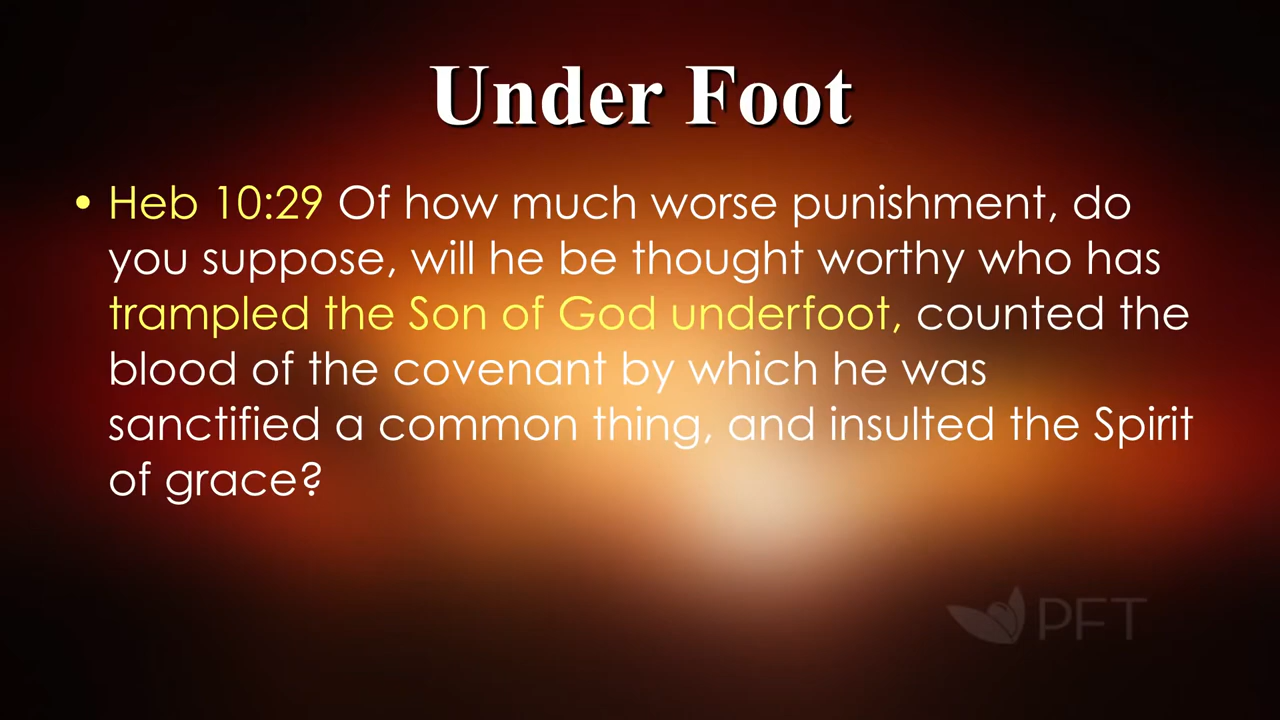 Under Foot
• Heb 10:29 Of how much worse punishment, do
you suppose, will he be thought worthy who has
trampled the Son of God underfoot, counted the
blood of the covenant by which he was
sanctified a common thing, and insulted the Spirit
of grace?
PFT